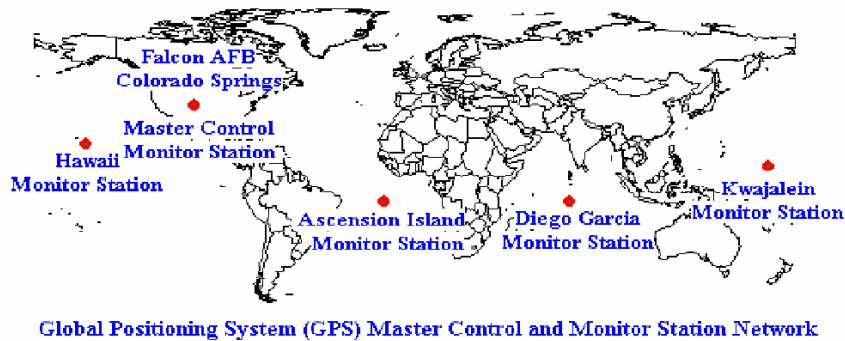 Falcon AFB
Colorado Springs
Master Control
Monitor Station
Hawaii
Monitor Station
Ascension Island
Monitor Station
Diego Garcia
Monitor Station
Kwajalein
Monitor Station
Global Positioning System (GPS) Master Control and Monitor Station Network